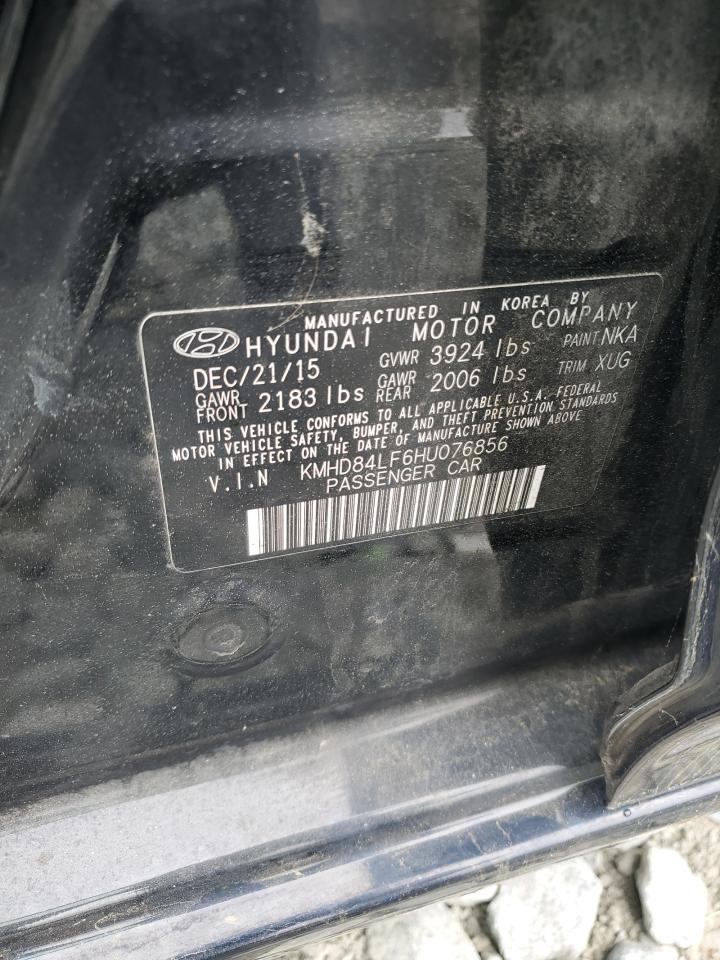 MANUFACTURED IN KOREA BY
HYUNDAI MOTOR COMPANY
DEC/21/15 GVWR 3924 lbs PAINT NKA
GAWR FRONT 2183 lbs GAWR REAR 2006 lbs TRIM XUG
THIS VEHICLE CONFORMS TO ALL APPLICABLE U.S.A. FEDERAL
MOTOR VEHICLE SAFETY, BUMPER, AND THEFT PREVENTION STANDARDS
IN EFFECT ON THE DATE OF MANUFACTURE SHOWN ABOVE
V.I.N KMHD84LF6HU076856
PASSENGER CAR